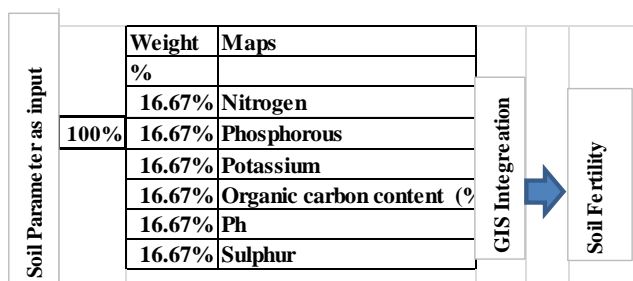 Soil Parameter as input
100%
Weight Maps
%
16.67% Nitrogen
16.67% Phosphorous
16.67% Potassium
16.67% Organic carbon content (%
16.67% Ph
16.67% Sulphur
GIS Integreation
Soil Fertility